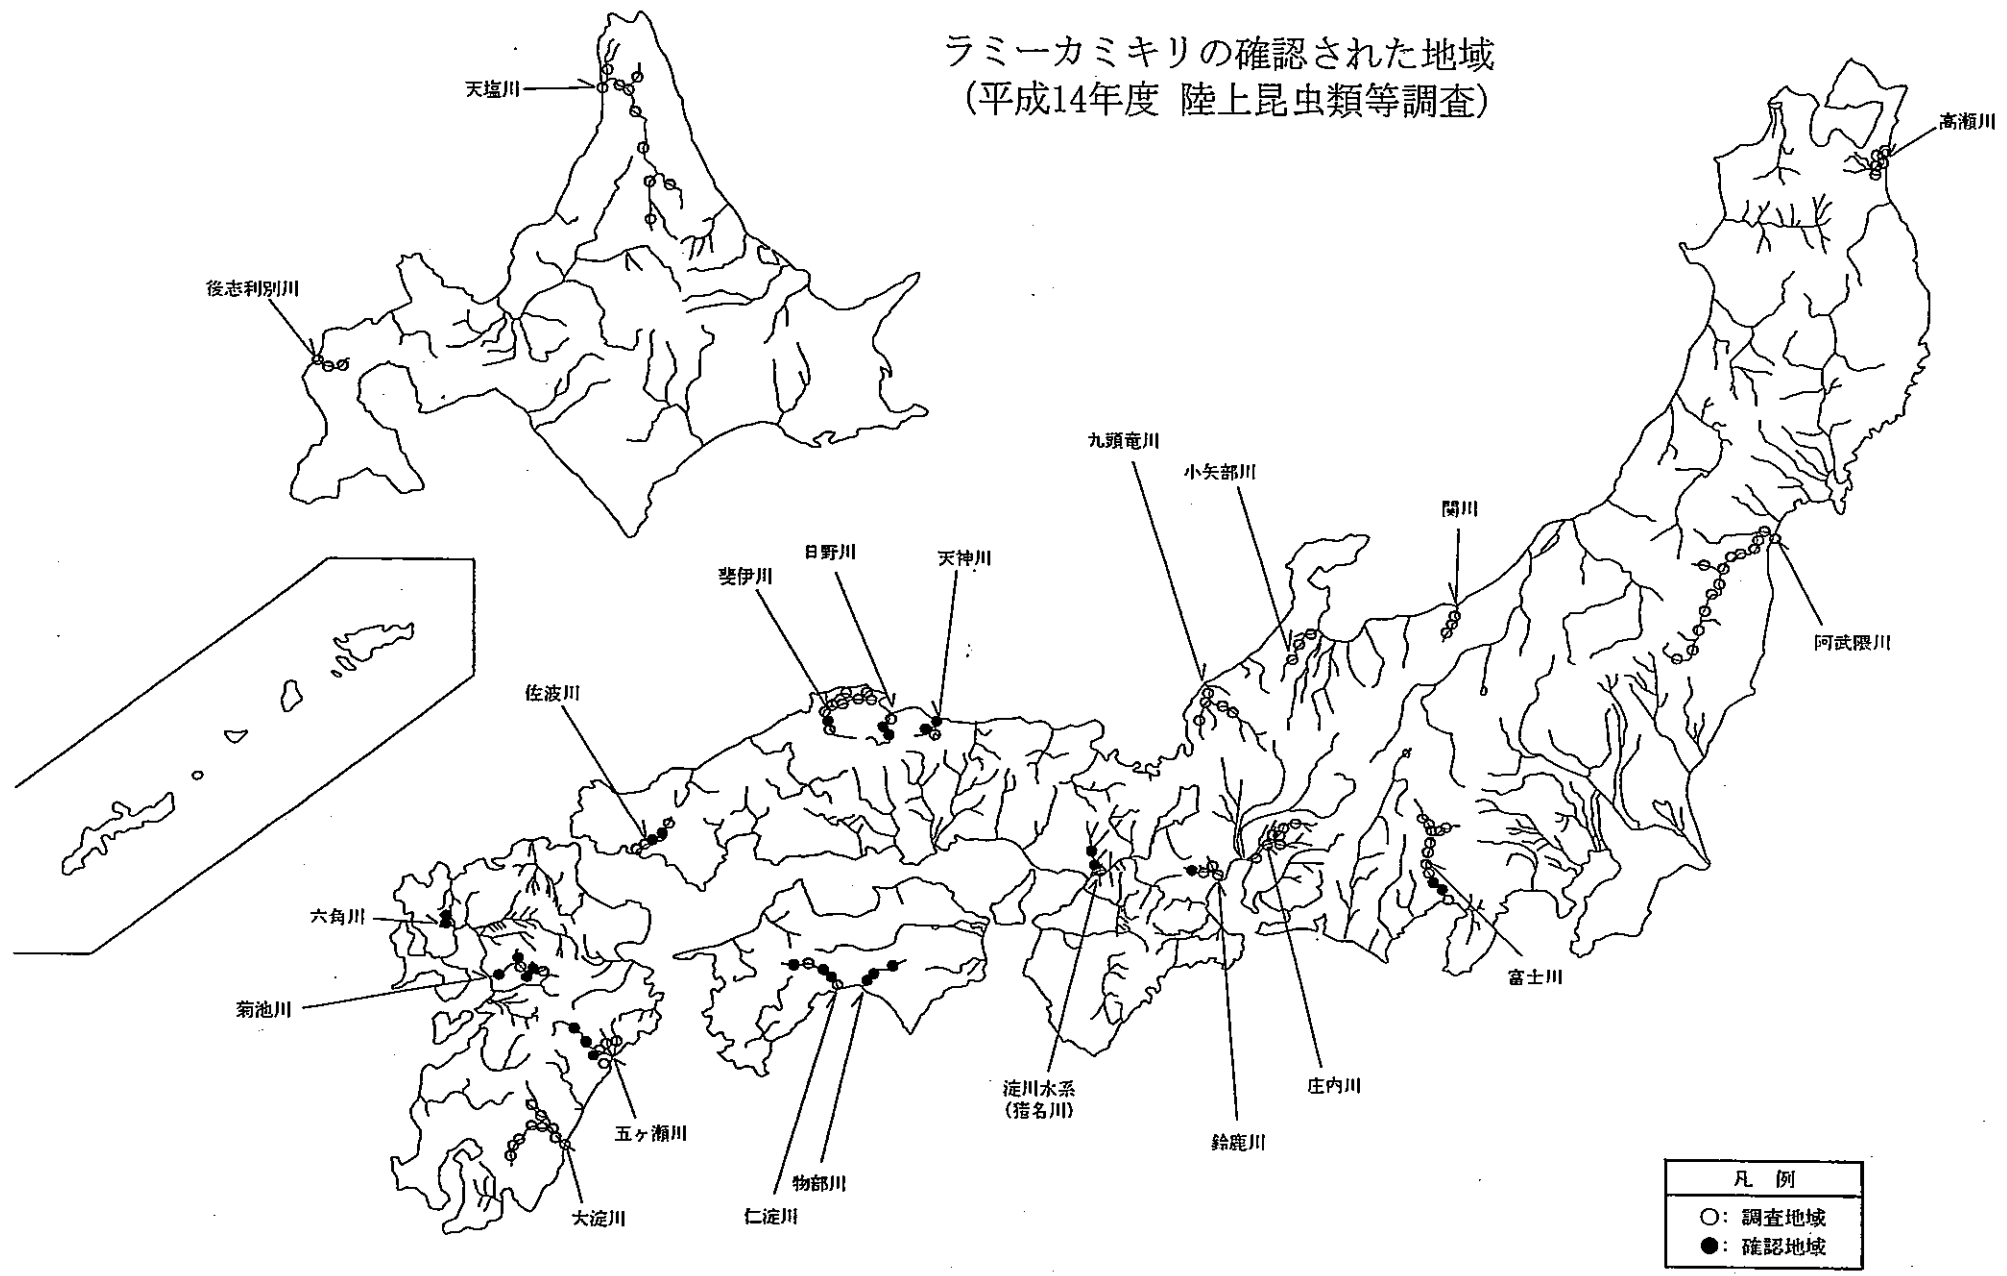 ラミーカミキリの確認された地域
(平成14年度 陸上昆虫類等調査)
天塩川
高瀬川
後志利別川
九頭竜川
小矢部川
関川
日野川
天神川
斐伊川
阿武隈川
佐波川
六角川
菊池川
富士川
淀川水系
(猪名川)
庄内川
五ヶ瀬川
鈴鹿川
物部川
仁淀川
大淀川
凡 例
○: 調査地域
●: 確認地域